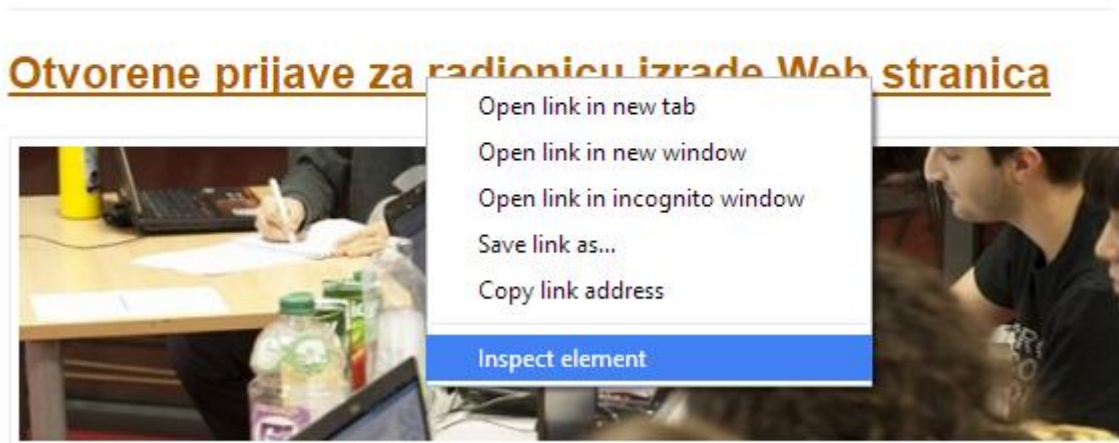 Otvorene prijave za radionicu izrade Web stranica
Open link in new tab
Open link in new window
Open link in incognito window
Save link as...
Copy link address
Inspect element